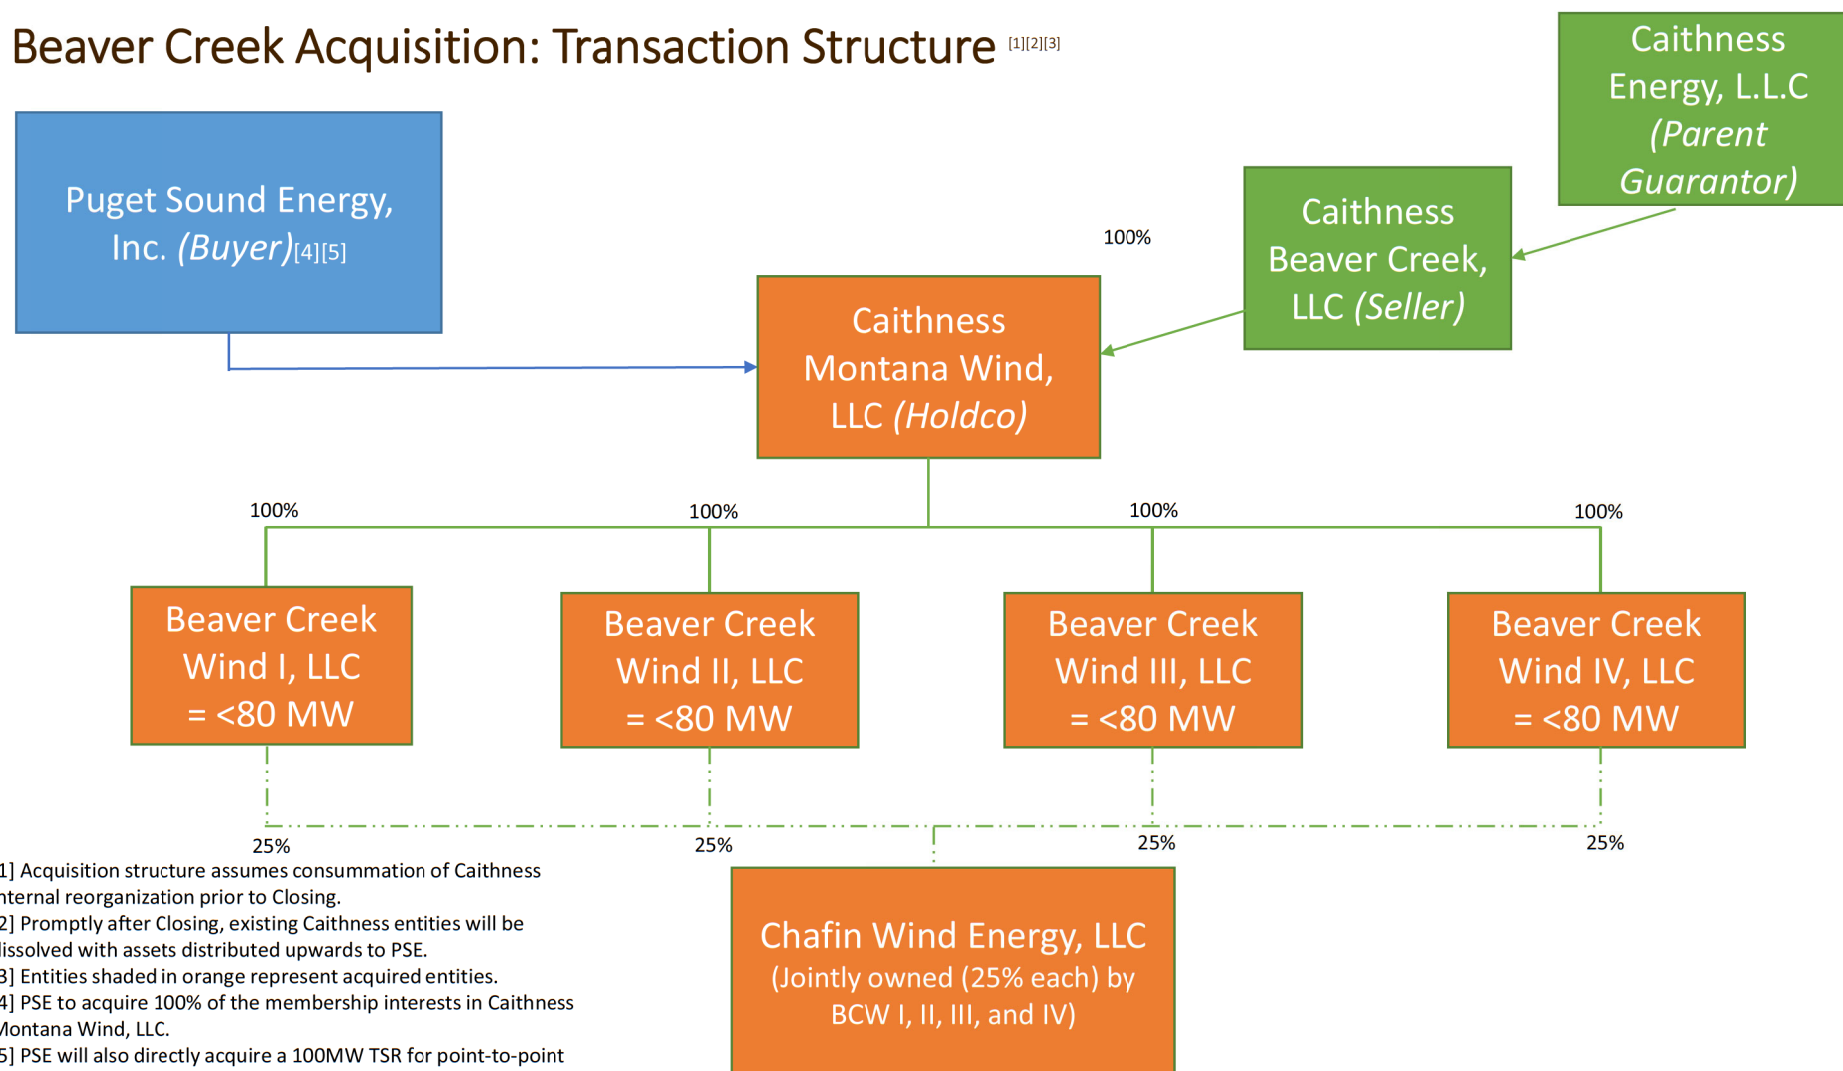 Beaver Creek Acquisition: Transaction Structure [1][2][3]
Caithness
Energy, L.L.C
(Parent
Guarantor)
Puget Sound Energy,
Inc. (Buyer)[4][5]
Caithness
Beaver Creek,
LLC (Seller)
100%
Caithness
Montana Wind,
LLC (Holdco)
100%
100%
100%
100%
Beaver Creek
Wind I, LLC
= <80 MW
Beaver Creek
Wind II, LLC
= <80 MW
Beaver Creek
Wind III, LLC
= <80 MW
Beaver Creek
Wind IV, LLC
= <80 MW
25%
25%
25%
25%
Chafin Wind Energy, LLC
(Jointly owned (25% each) by
BCW I, II, III, and IV)
1] Acquisition structure assumes consummation of Caithness
nternal reorganization prior to Closing.
2] Promptly after Closing, existing Caithness entities will be
dissolved with assets distributed upwards to PSE.
3] Entities shaded in orange represent acquired entities.
4] PSE to acquire 100% of the membership interests in Caithness
Montana Wind, LLC.
5] PSE will also directly acquire a 100MW TSR for point-to-point